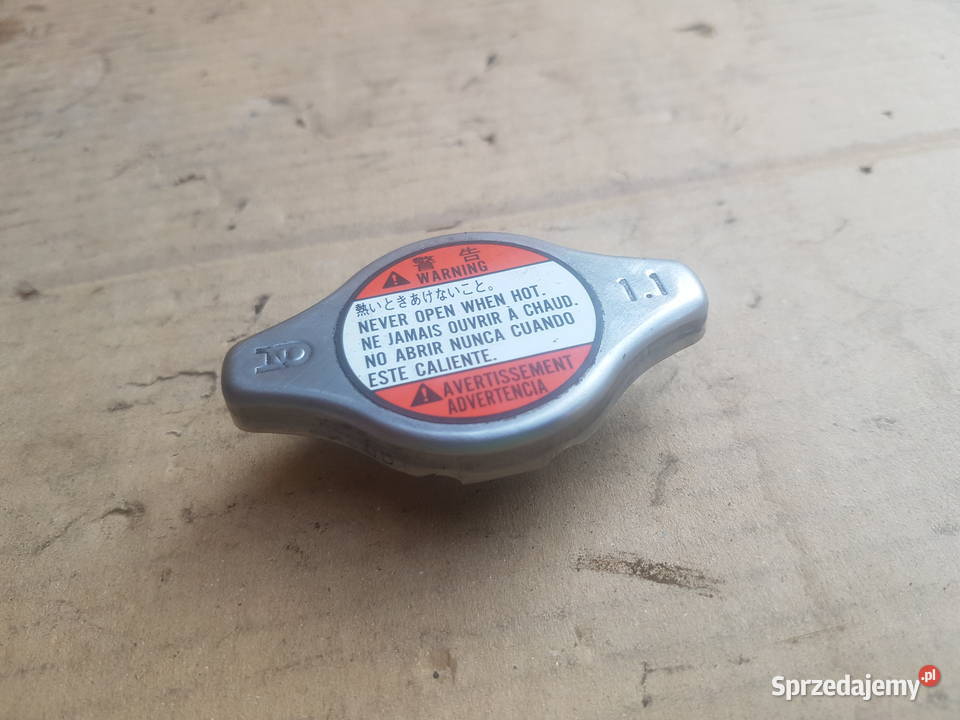 警告
WARNING
熱いときあけないこと。
NEVER OPEN WHEN HOT.
NE JAMAIS OUVRIR À CHAUD.
NO ABRIR NUNCA CUANDO
ESTE CALIENTE.
AVERTISSEMENT
ADVERTENCIA
1.1
Sprzedajemy.pl